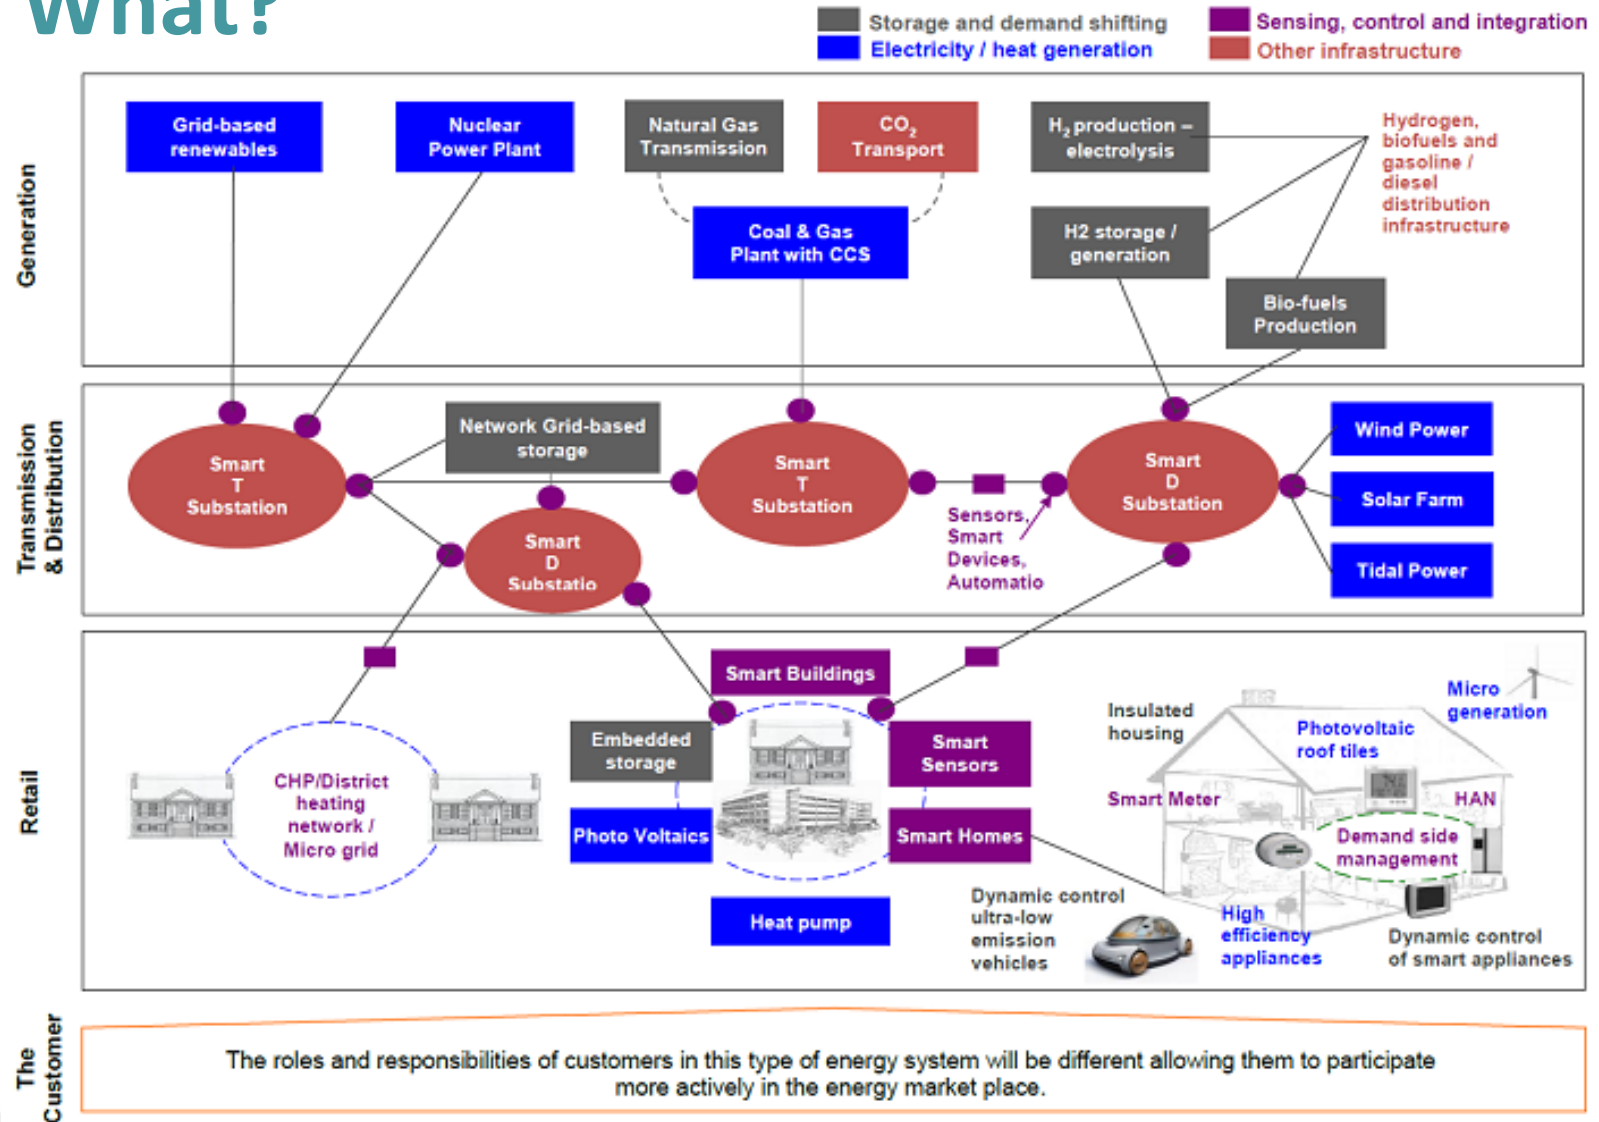 What?
Storage and demand shifting
Sensing, control and integration
Electricity / heat generation
Other infrastructure
Generation
Grid-based
renewables
Nuclear
Power Plant
Natural Gas
Transmission
CO2
Transport
H2 production –
electrolysis
Hydrogen,
biofuels and
gasoline /
diesel
distribution
infrastructure
Coal & Gas
Plant with CCS
H2 storage /
generation
Bio-fuels
Production
Transmission
& Distribution
Network Grid-based
storage
Smart
T
Substation
Smart
D
Substatio
Smart
T
Substation
Sensors,
Smart
Devices,
Automatio
Smart
D
Substation
Wind Power
Solar Farm
Tidal Power
Retail
CHP/District
heating
network /
Micro grid
Smart Buildings
Embedded
storage
Smart
Sensors
Photo Voltaics
Smart Homes
Heat pump
Insulated
housing
Photovoltaic
roof tiles
Micro
generation
Smart Meter
HAN
Demand side
management
Dynamic control
ultra-low
emission
vehicles
High
efficiency
appliances
Dynamic control
of smart appliances
The
Customer
The roles and responsibilities of customers in this type of energy system will be different allowing them to participate
more actively in the energy market place.